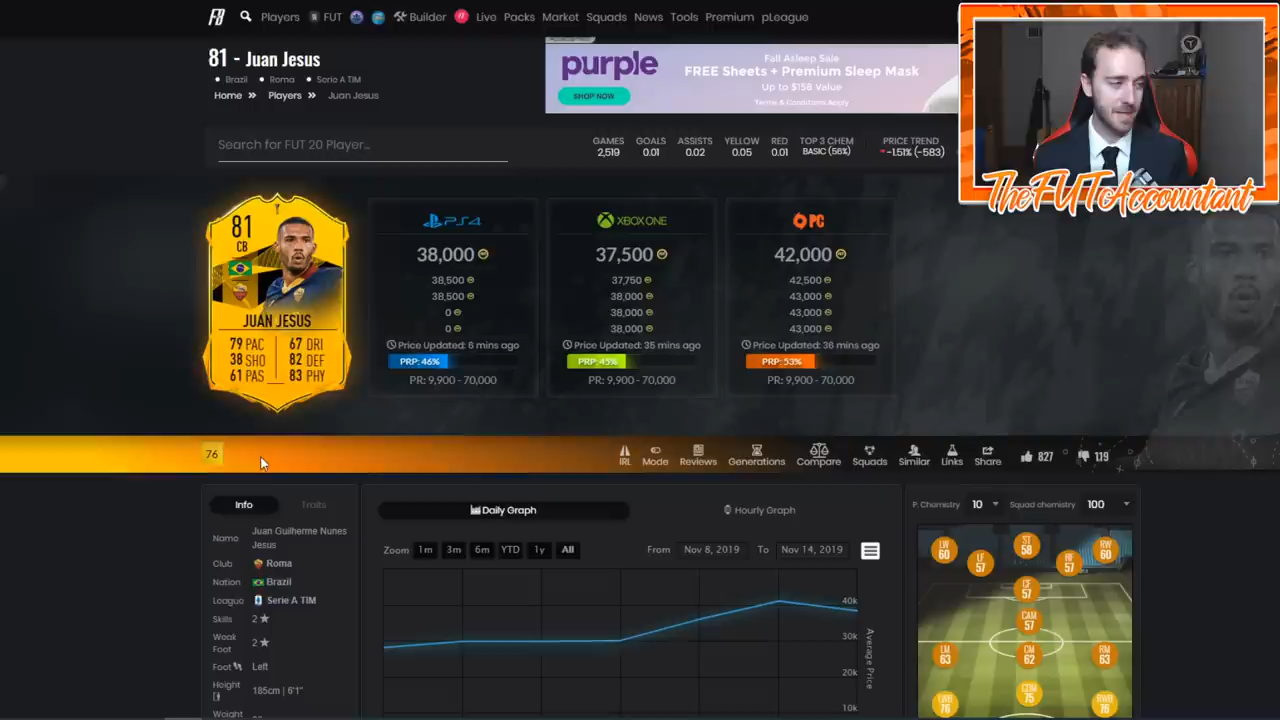 F8 Players FUT Builder Live Packs Market Squads News Tools Premium pLeague
81 - Juan Jesus
Brazil Roma Serie A TIM
Home » Players » Juan Jesus
purple
SHOP NOW
Fall Asleep Sale
FREE Sheets + Premium Sleep Mask
Up to $158 Value
Terms & Conditions Apply
TheFUTAccountant
Search for FUT 20 Player...
GAMES GOALS ASSISTS YELLOW RED TOP 3 CHEM PRICE TREND
2,519 0.01 0.02 0.05 0.01 BASIC (56%) -1.51% (-583)
81
CB
JUAN JESUS
79 PAC 67 DRI
38 SHO 82 DEF
61 PAS 83 PHY
PS4
38,000
38,500
38,500
0
0
Price Updated: 6 mins ago
PRP: 46%
PR: 9,900 - 70,000
XBOX ONE
37,500
37,750
38,000
38,000
38,000
Price Updated: 35 mins ago
PRP: 45%
PR: 9,900 - 70,000
PC
42,000
42,500
43,000
43,000
43,000
Price Updated: 36 mins ago
PRP: 53%
PR: 9,900 - 70,000
76
IRL Mode Reviews Generations Compare Squads Similar Links Share 827 119
Info Traits
Name Juan Guilherme Nunes
Jesus
Club Roma
Nation Brazil
League Serie A TIM
Skills 2★
Weak
Foot 2★
Foot Left
Height 185cm | 6'1"
Weight
Daily Graph Hourly Graph
Zoom 1m 3m 6m YTD 1y All From Nov 8, 2019 To Nov 14, 2019
40k
30k
20k
10k
Average Price
P. Chemistry 10 Squad chemistry 100
LW 60
LF 57
ST 58
RF 57
RW 60
CF 57
CAM 57
LM 63
CM 62
RM 63
LWB 76
CDM 75
RWB 76